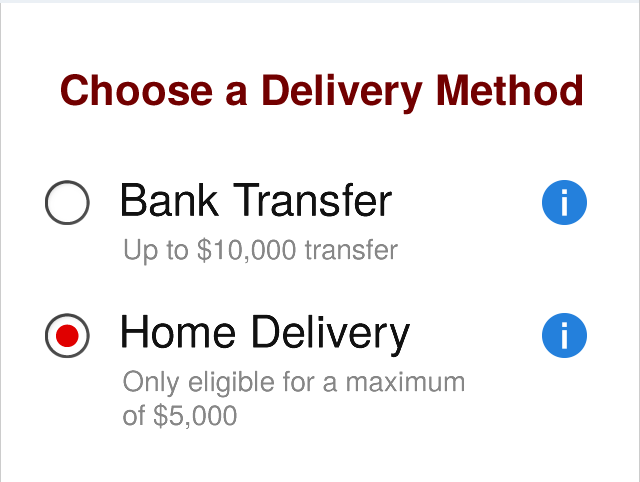 Choose a Delivery Method
Bank Transfer
i
Up to $10,000 transfer
Home Delivery
i
Only eligible for a maximum
of $5,000